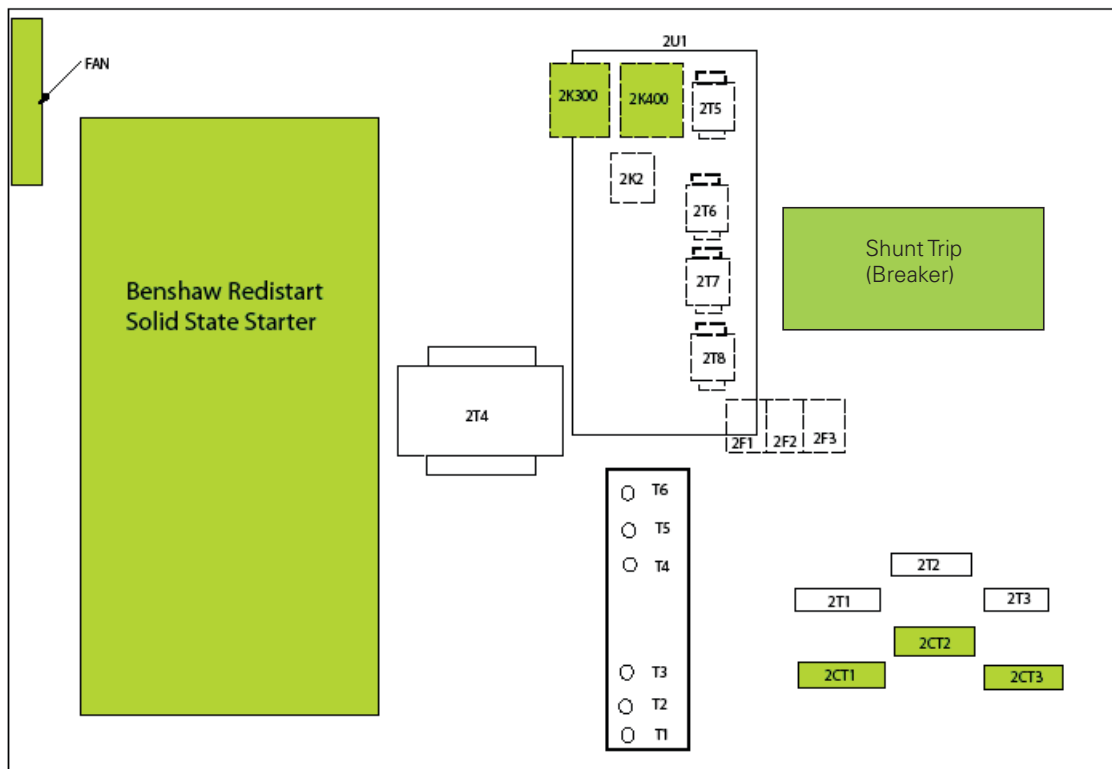 2U1
FAN
2K300
2K400
2T5
2K2
2T6
Shunt Trip
(Breaker)
2T7
Benshaw Redistart
Solid State Starter
2T8
2T4
2F1
2F2
2F3
T6
T5
T4
2T2
2T1
2T3
2CT2
2CT1
2CT3
T3
T2
T1